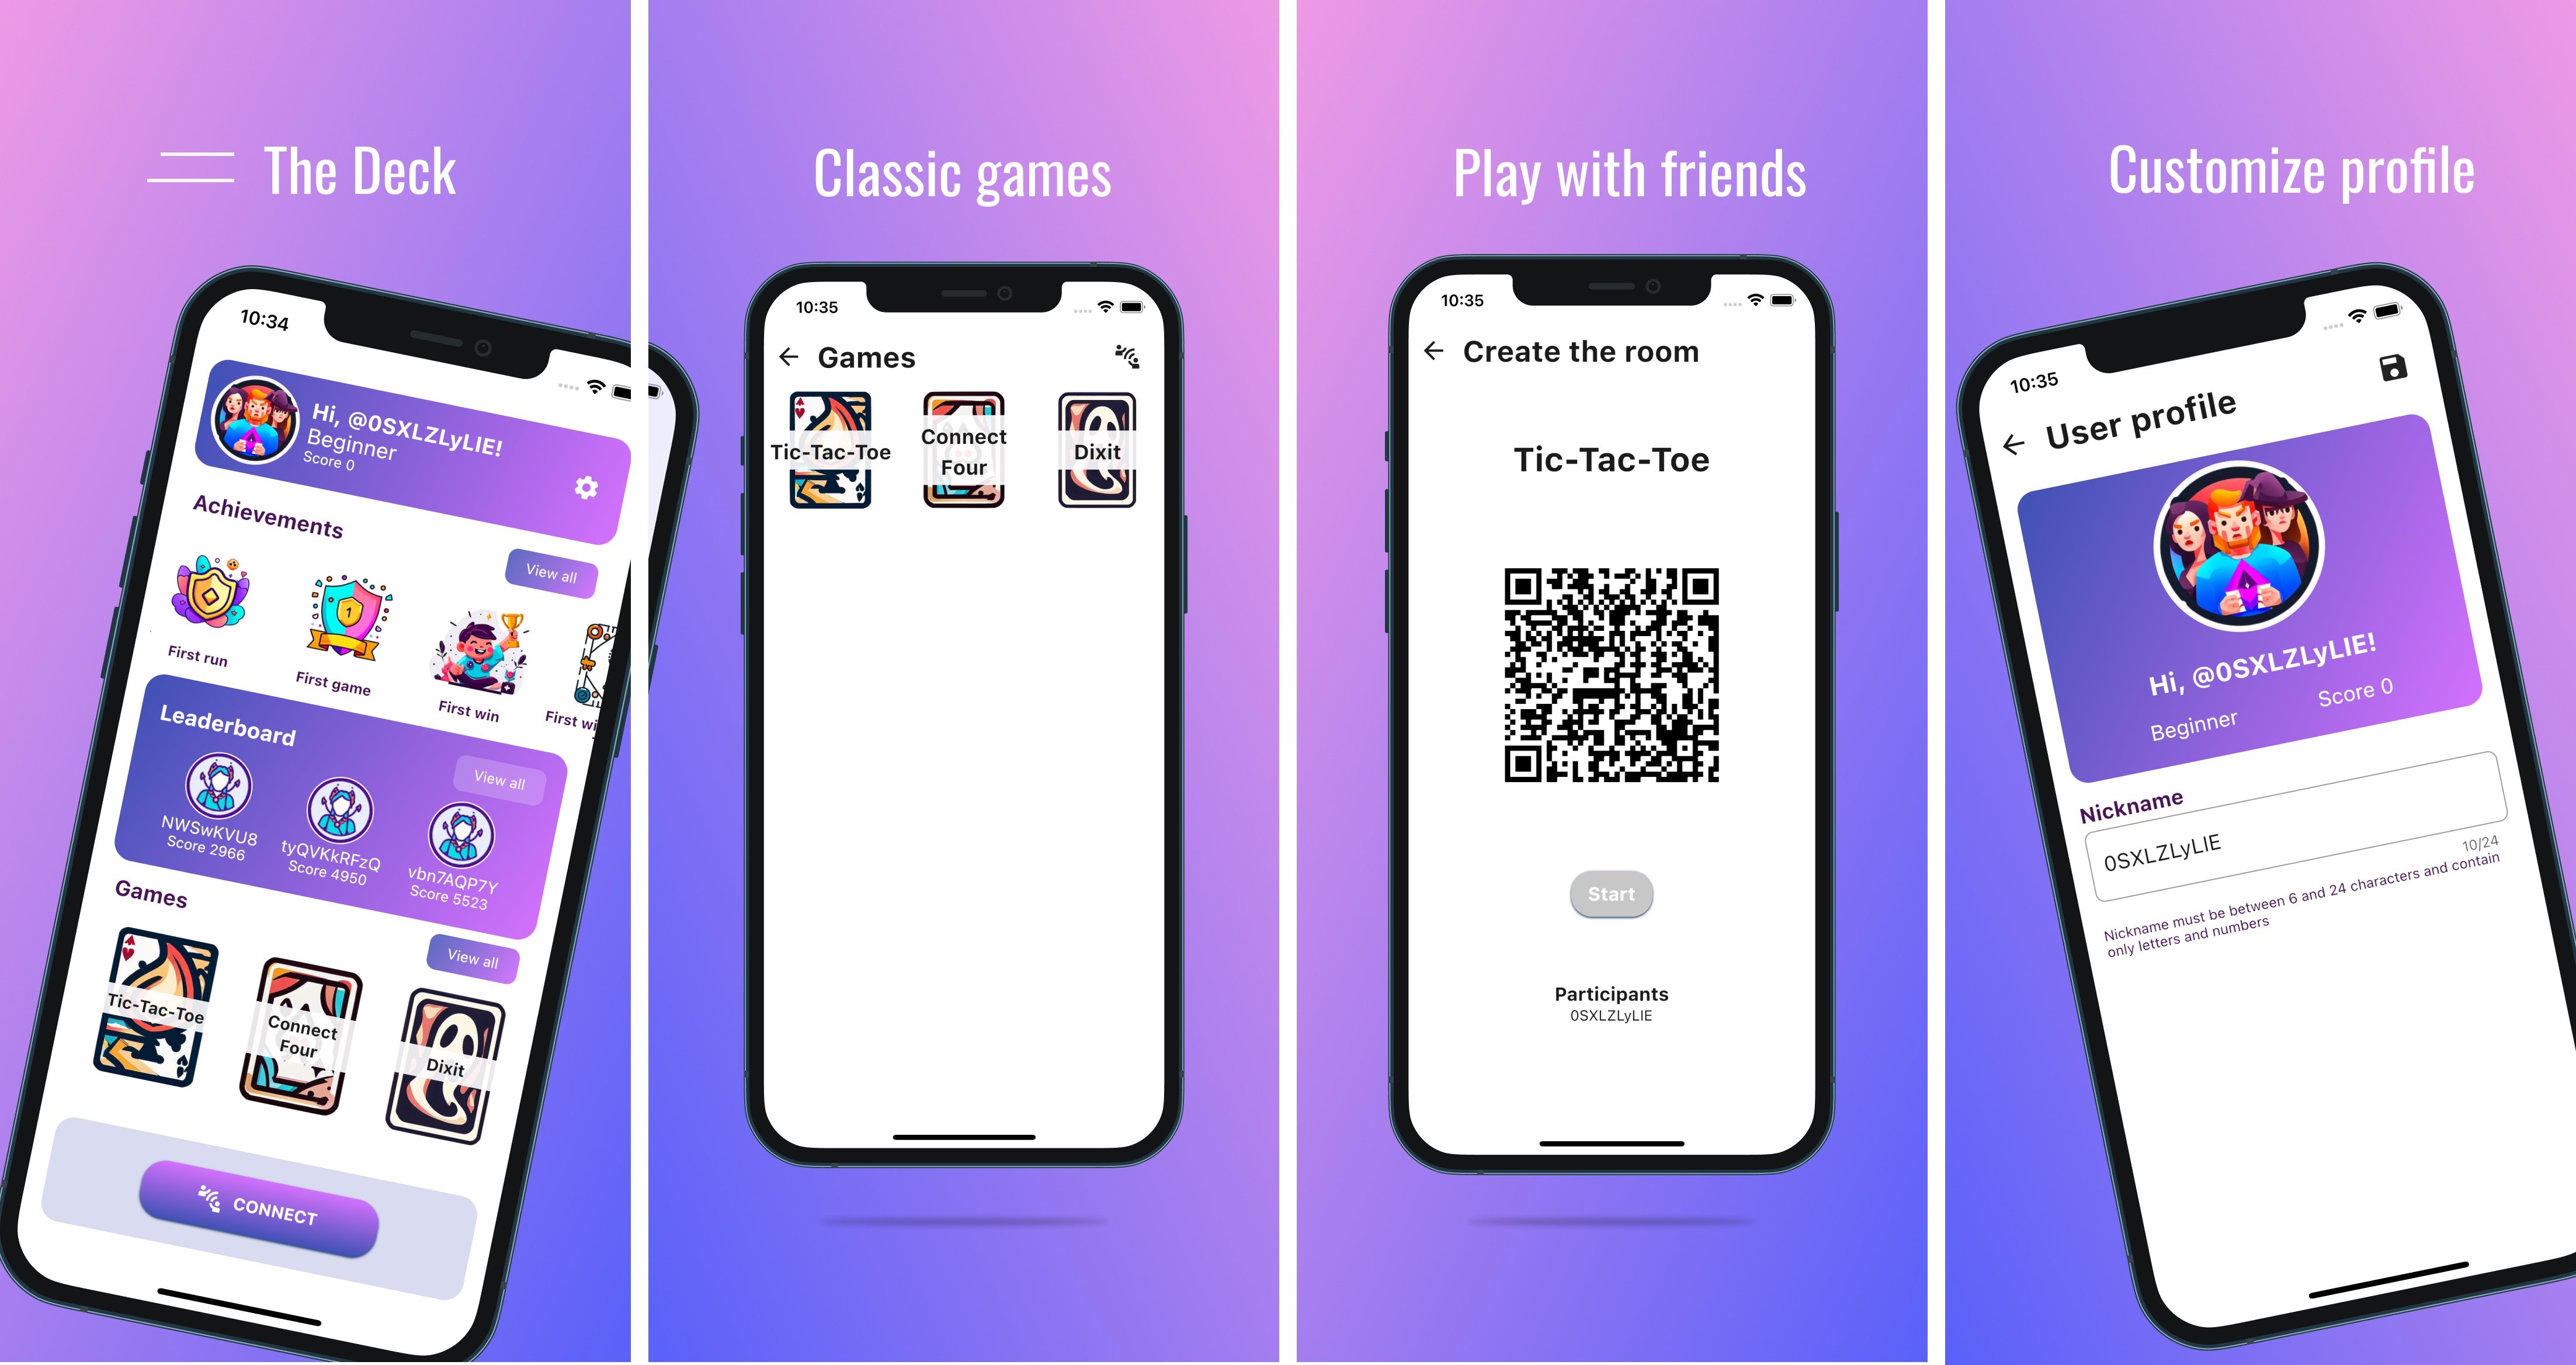 The Deck
10:34
Hi, @0SXLZLyLIE!
Beginner
Score 0
Achievements
View all
First run
First game
First win
First wi
Leaderboard
View all
NWSwKVU8
Score 2966
tyQVKkRFzQ
Score 4950
vbn7AQP7Y
Score 5523
Games
View all
Tic-Tac-Toe
Connect
Four
Dixit
CONNECT
Classic games
10:35
Games
Tic-Tac-Toe
Connect
Four
Dixit
Play with friends
10:35
Create the room
Tic-Tac-Toe
Start
Participants
0SXLZLyLIE
Customize profile
10:35
User profile
Hi, @0SXLZLyLIE!
Beginner
Score 0
Nickname
0SXLZLyLIE
10/24
Nickname must be between 6 and 24 characters and contain
only letters and numbers